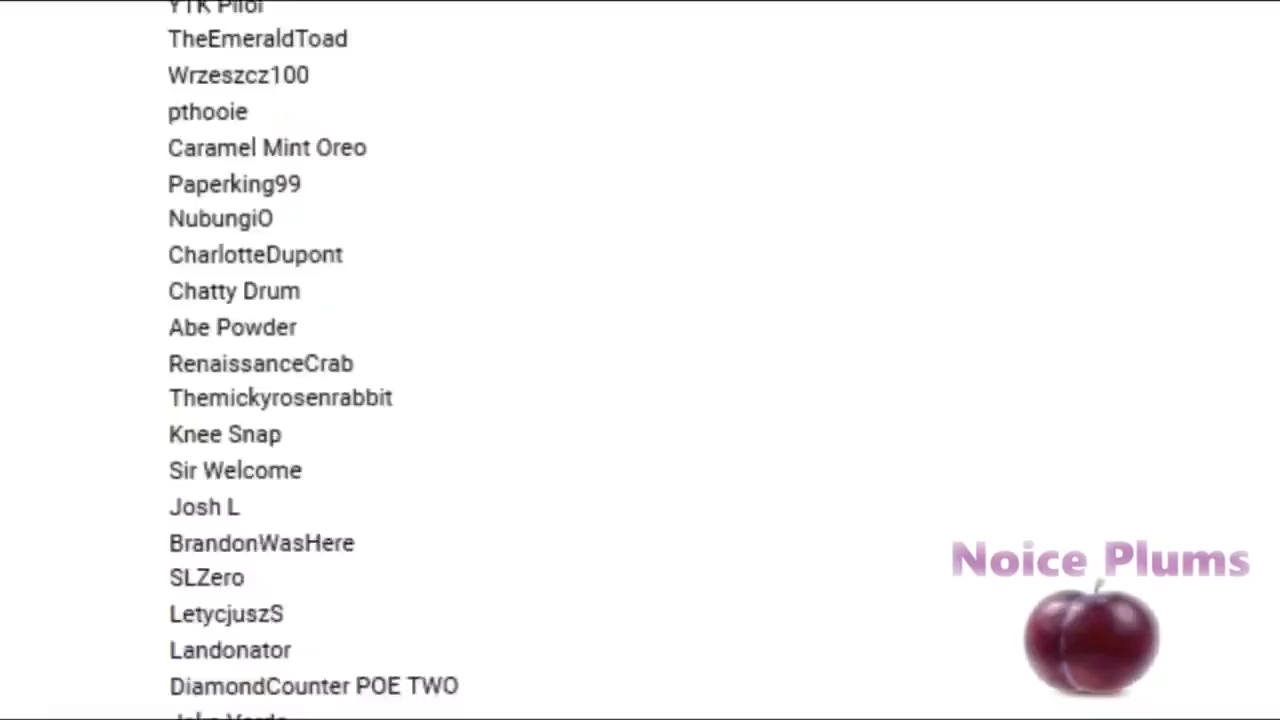 TheEmeraldToad
Wrzeszcz100
pthooie
Caramel Mint Oreo
Paperking99
NubungiO
CharlotteDupont
Chatty Drum
Abe Powder
RenaissanceCrab
Themickyrosenrabbit
Knee Snap
Sir Welcome
Josh L
BrandonWasHere
SLZero
LetycjuszS
Landonator
DiamondCounter POE TWO
Noice Plums